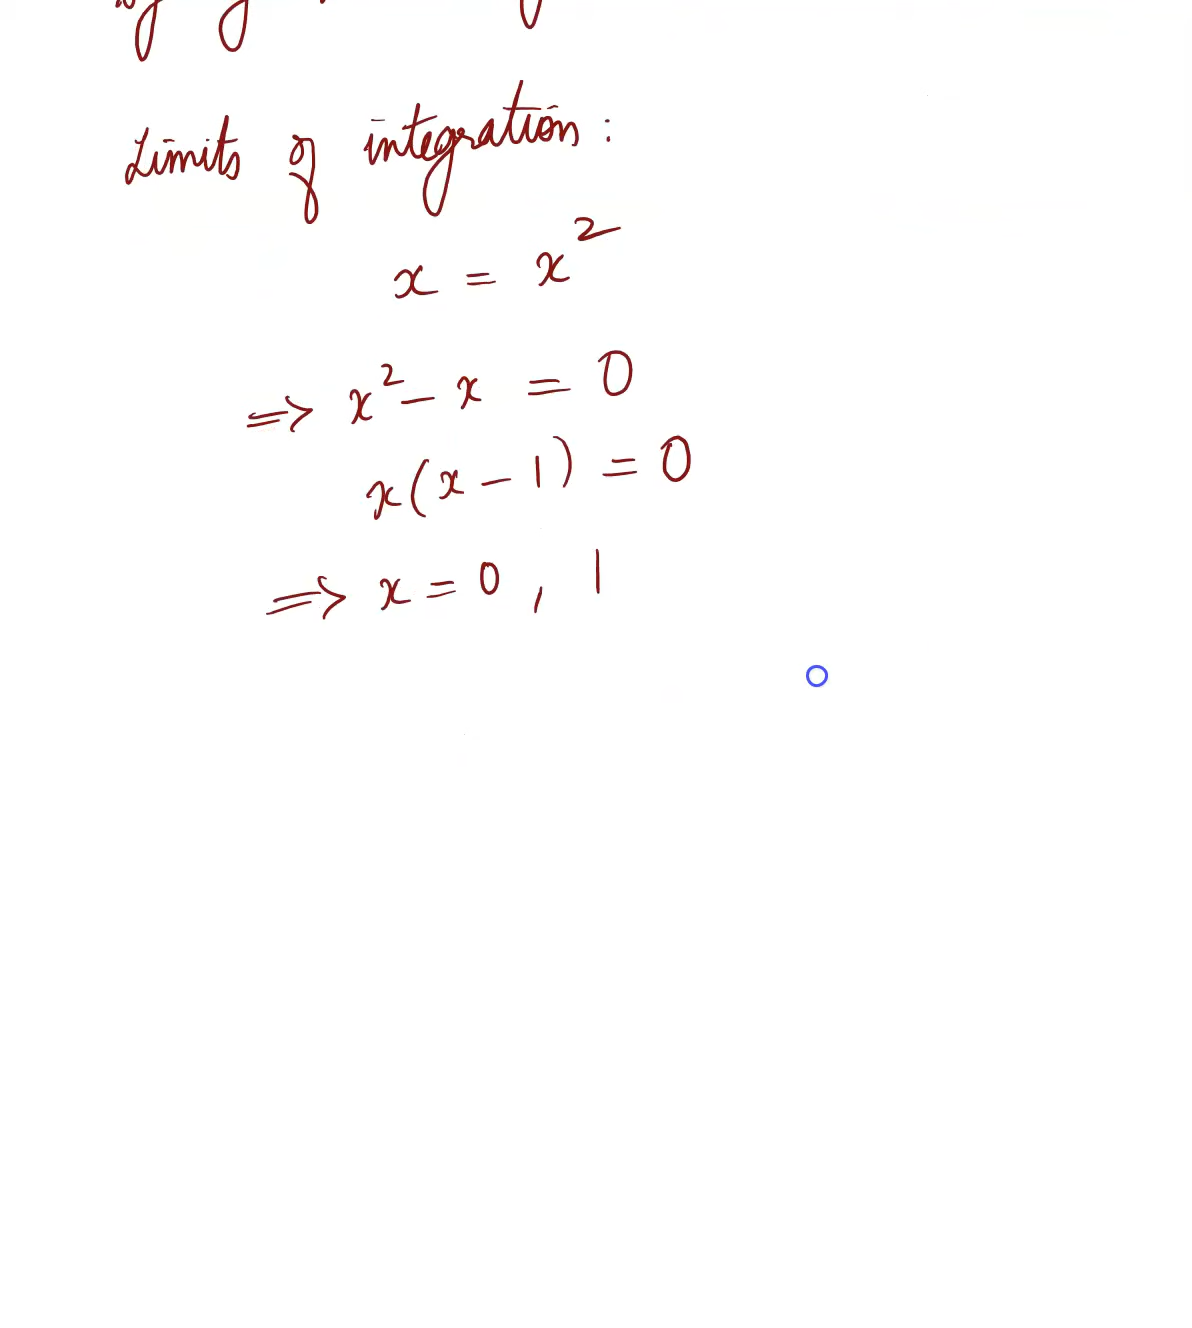 Limits of integration:
x = x²
⟹ x² − x = 0
x(x − 1) = 0
⟹ x = 0, 1